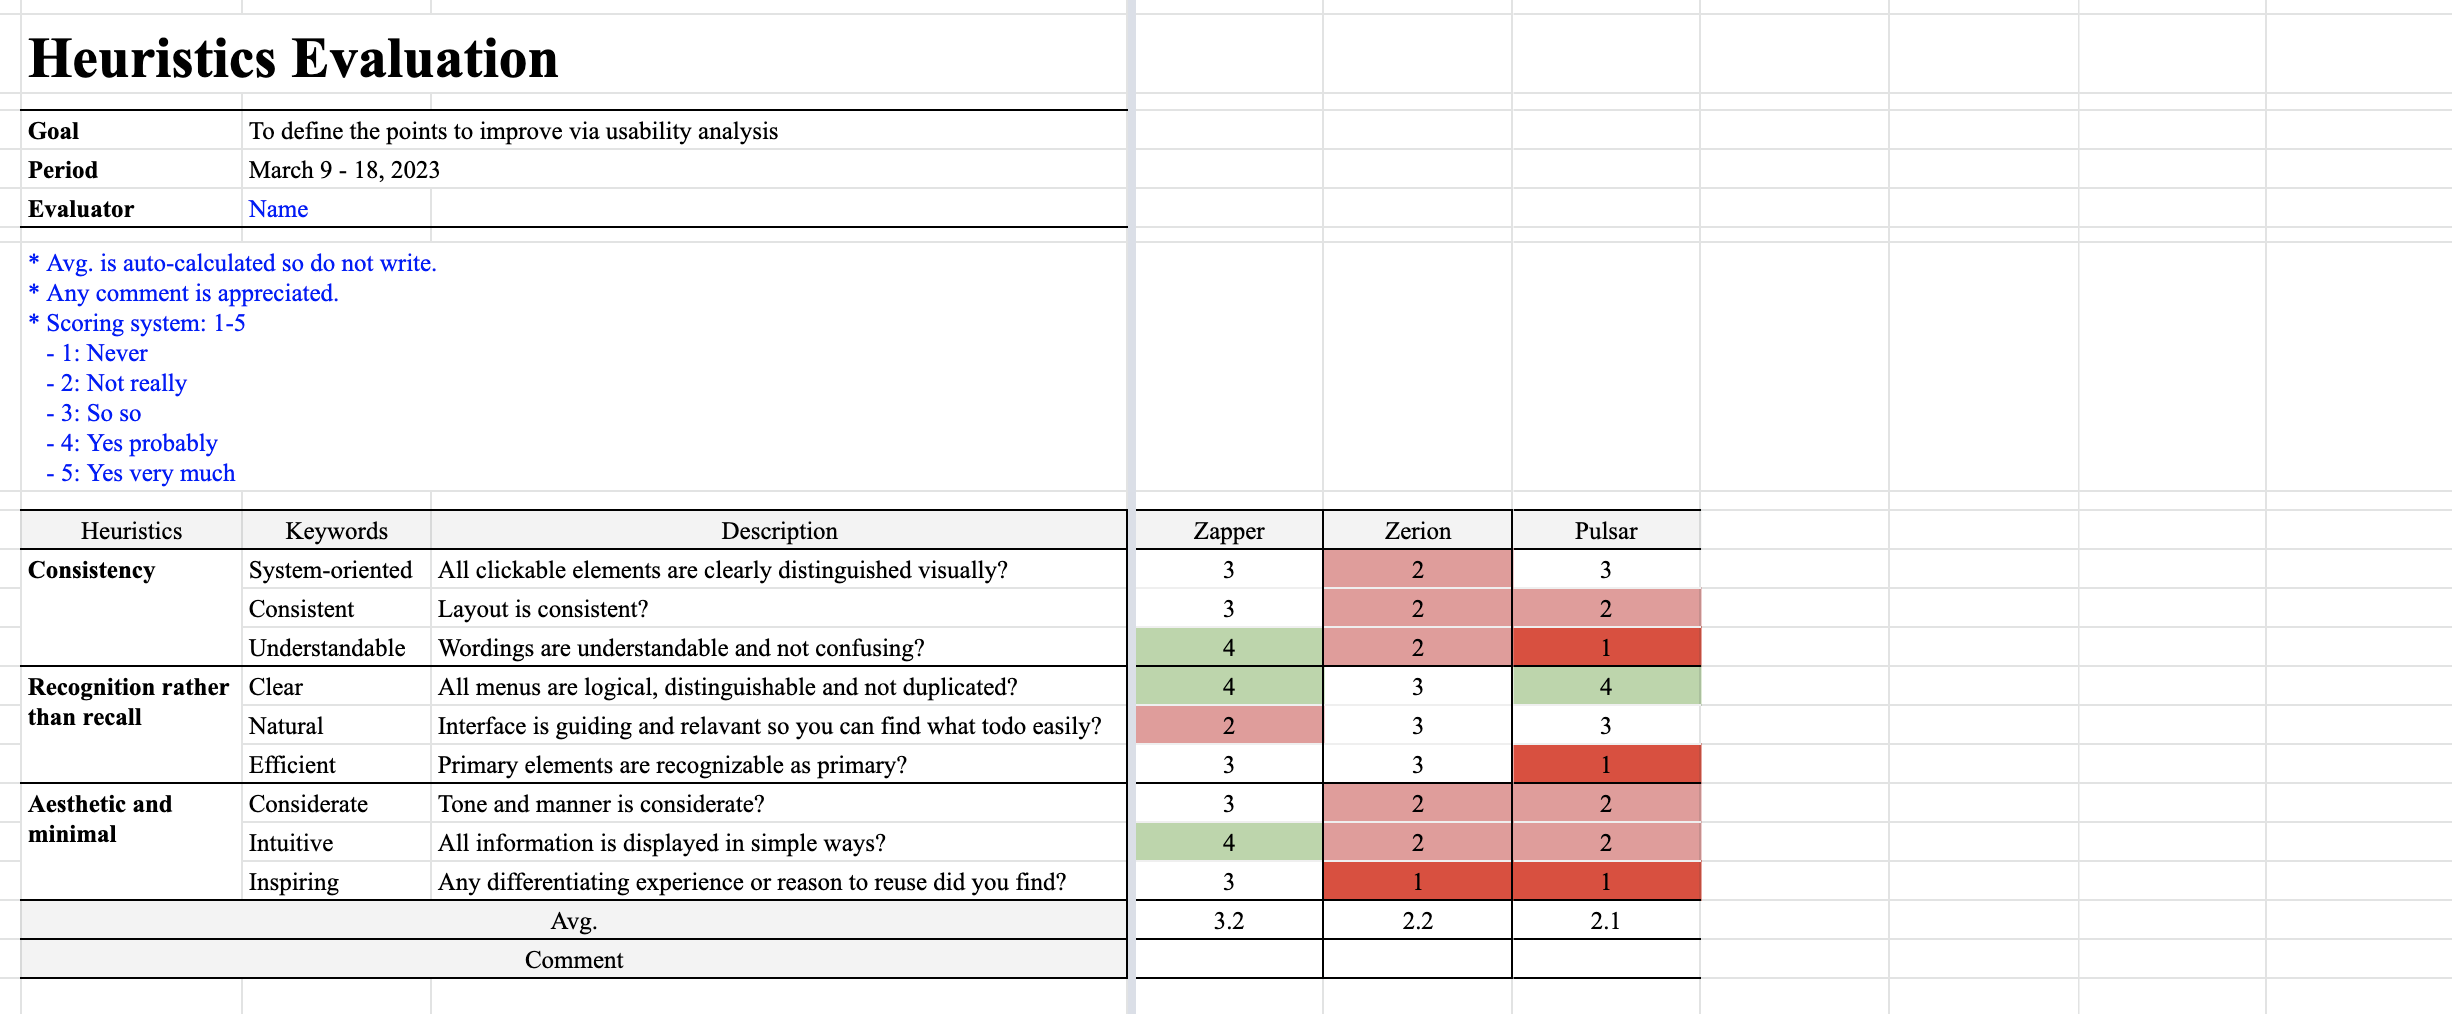 Heuristics Evaluation
Goal To define the points to improve via usability analysis
Period March 9 - 18, 2023
Evaluator Name
* Avg. is auto-calculated so do not write.
* Any comment is appreciated.
* Scoring system: 1-5
- 1: Never
- 2: Not really
- 3: So so
- 4: Yes probably
- 5: Yes very much
Heuristics Keywords Description Zapper Zerion Pulsar
Consistency System-oriented All clickable elements are clearly distinguished visually? 3 2 3
Consistent Layout is consistent? 3 2 2
Understandable Wordings are understandable and not confusing? 4 2 1
Recognition rather than recall Clear All menus are logical, distinguishable and not duplicated? 4 3 4
Natural Interface is guiding and relavant so you can find what todo easily? 2 3 3
Efficient Primary elements are recognizable as primary? 3 3 1
Aesthetic and minimal Considerate Tone and manner is considerate? 3 2 2
Intuitive All information is displayed in simple ways? 4 2 2
Inspiring Any differentiating experience or reason to reuse did you find? 3 1 1
Avg. 3.2 2.2 2.1
Comment